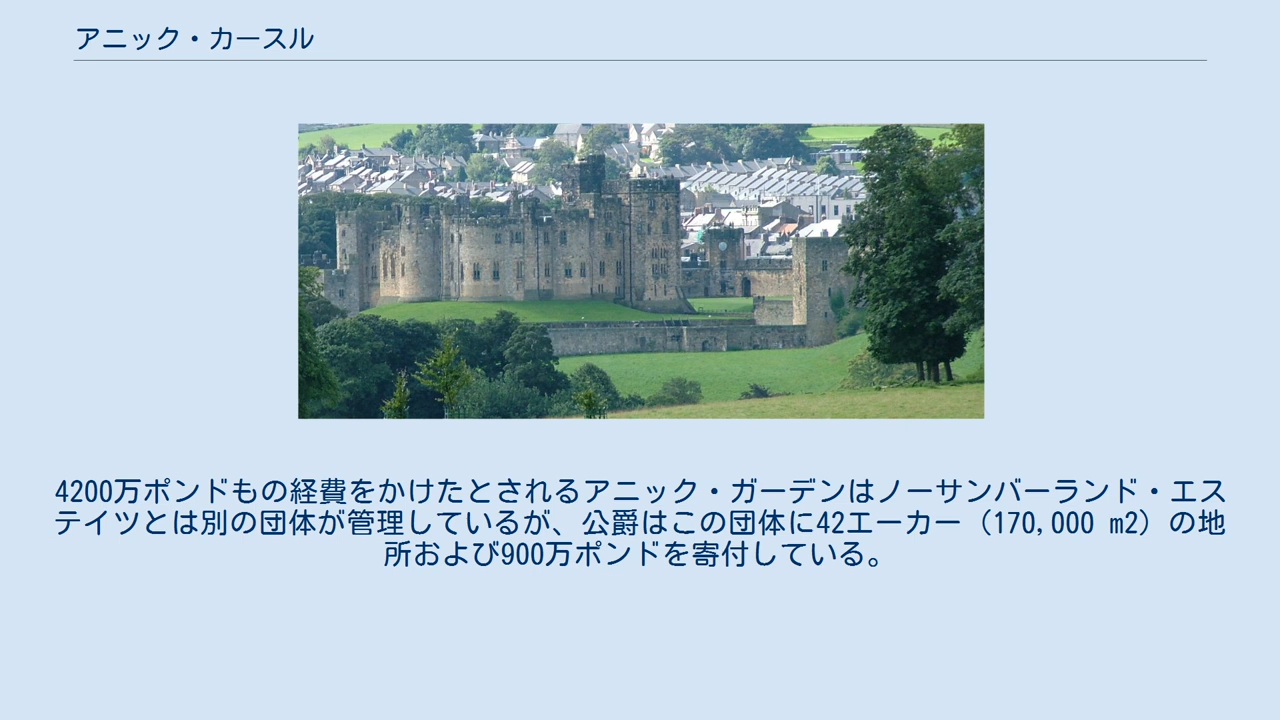 アニック・カースル
4200万ポンドもの経費をかけたとされるアニック・ガーデンはノーサンバーランド・エス
テイツとは別の団体が管理しているが、公爵はこの団体に42エーカー（170,000 m2）の地
所および900万ポンドを寄付している。